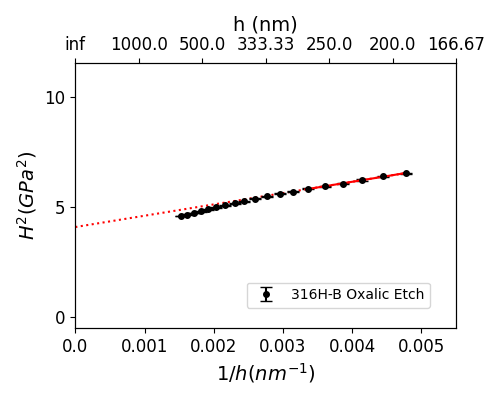 h (nm)
inf 1000.0 500.0 333.33 250.0 200.0 166.67
10
5
0
H²(GPa²)
316H-B Oxalic Etch
0.0 0.001 0.002 0.003 0.004 0.005
1/h(nm⁻¹)